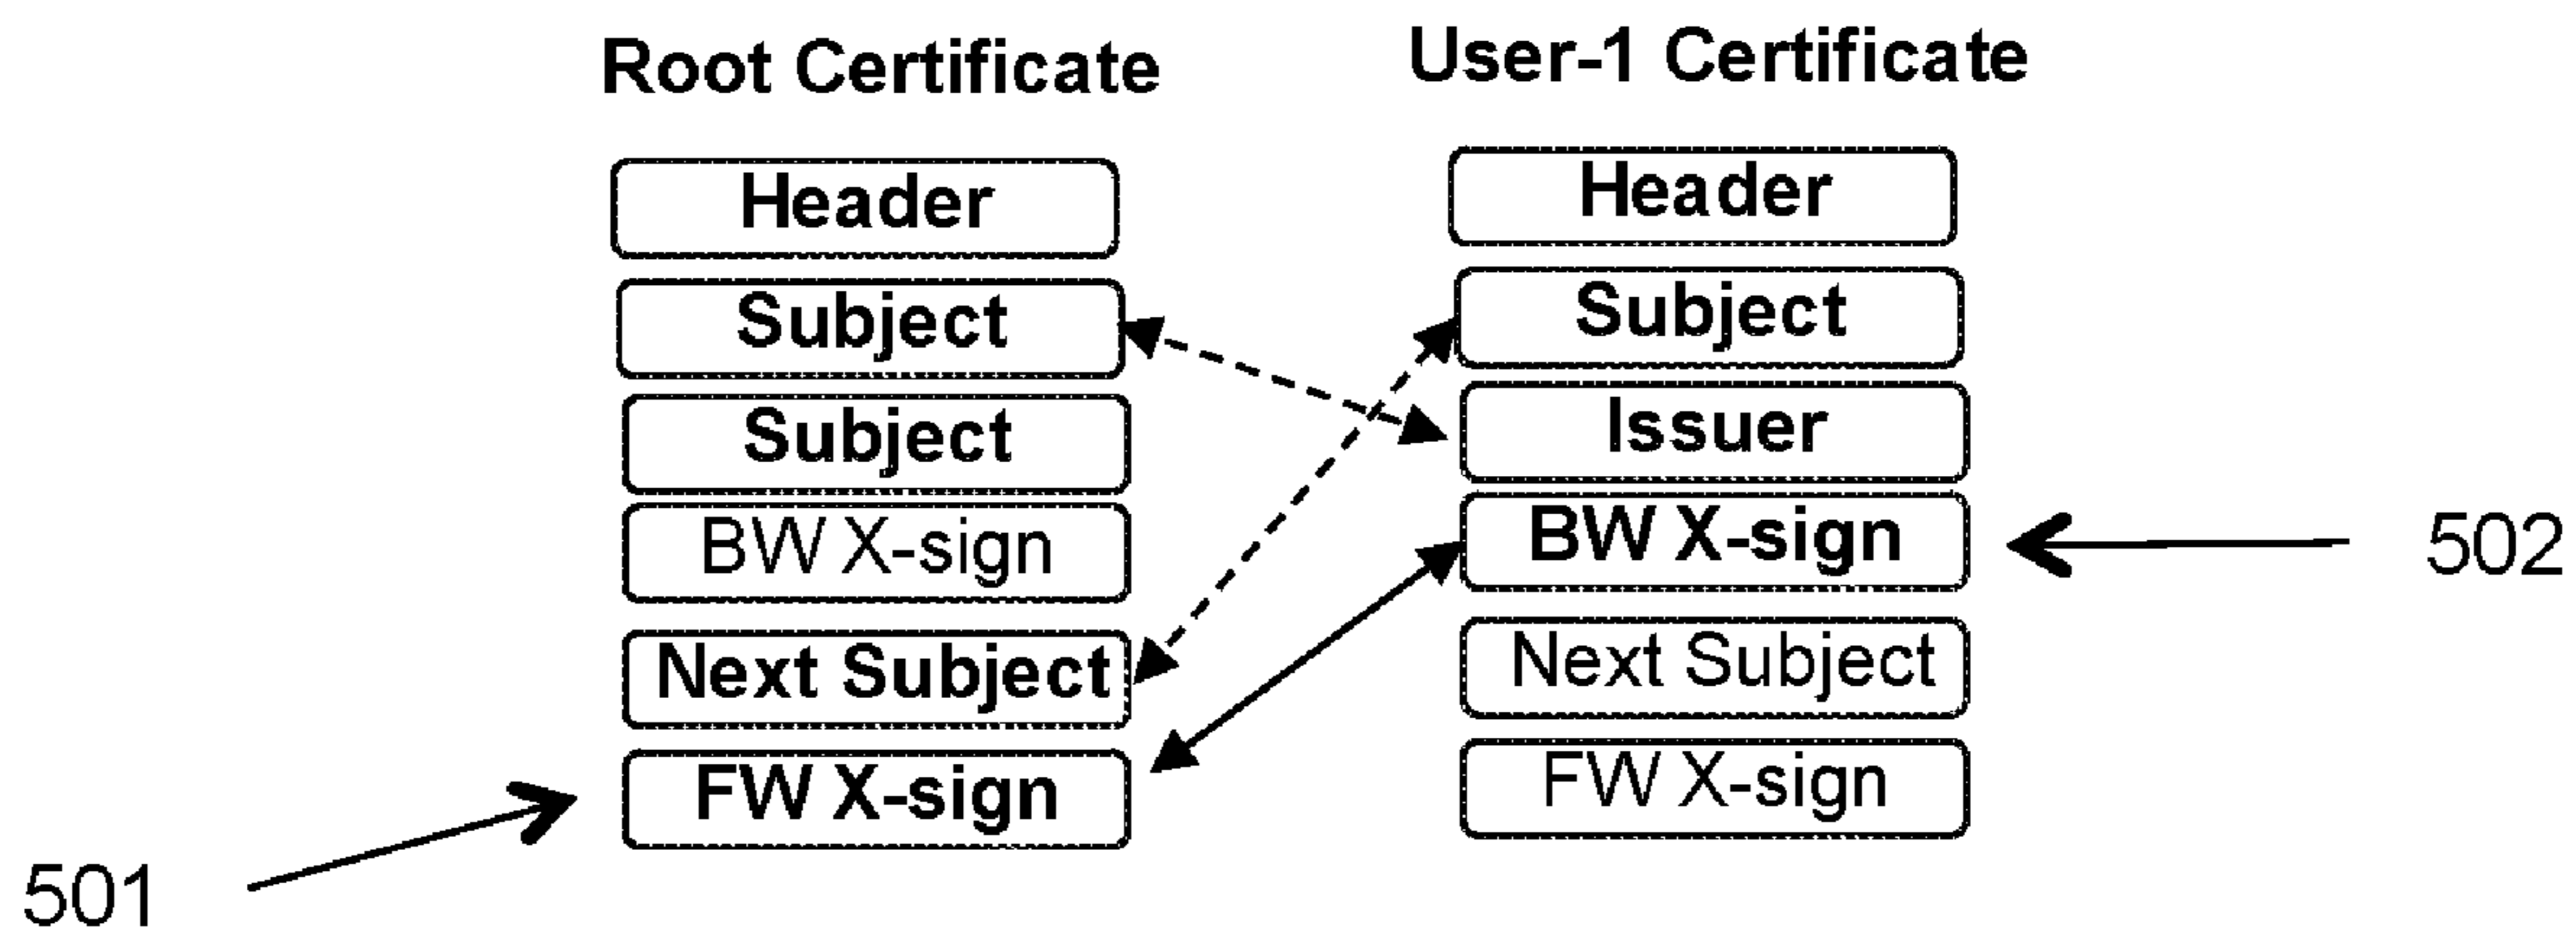 Root Certificate
Header
Subject
Subject
BW X-sign
Next Subject
FW X-sign
501
User-1 Certificate
Header
Subject
Issuer
BW X-sign
Next Subject
FW X-sign
502